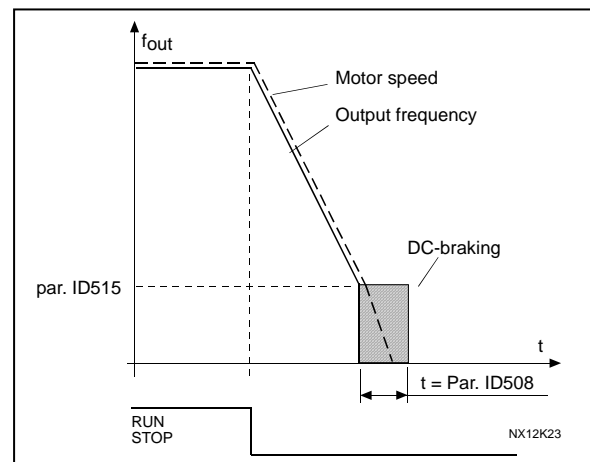 fout
Motor speed
Output frequency
DC-braking
par. ID515
t
t = Par. ID508
RUN
STOP
NX12K23